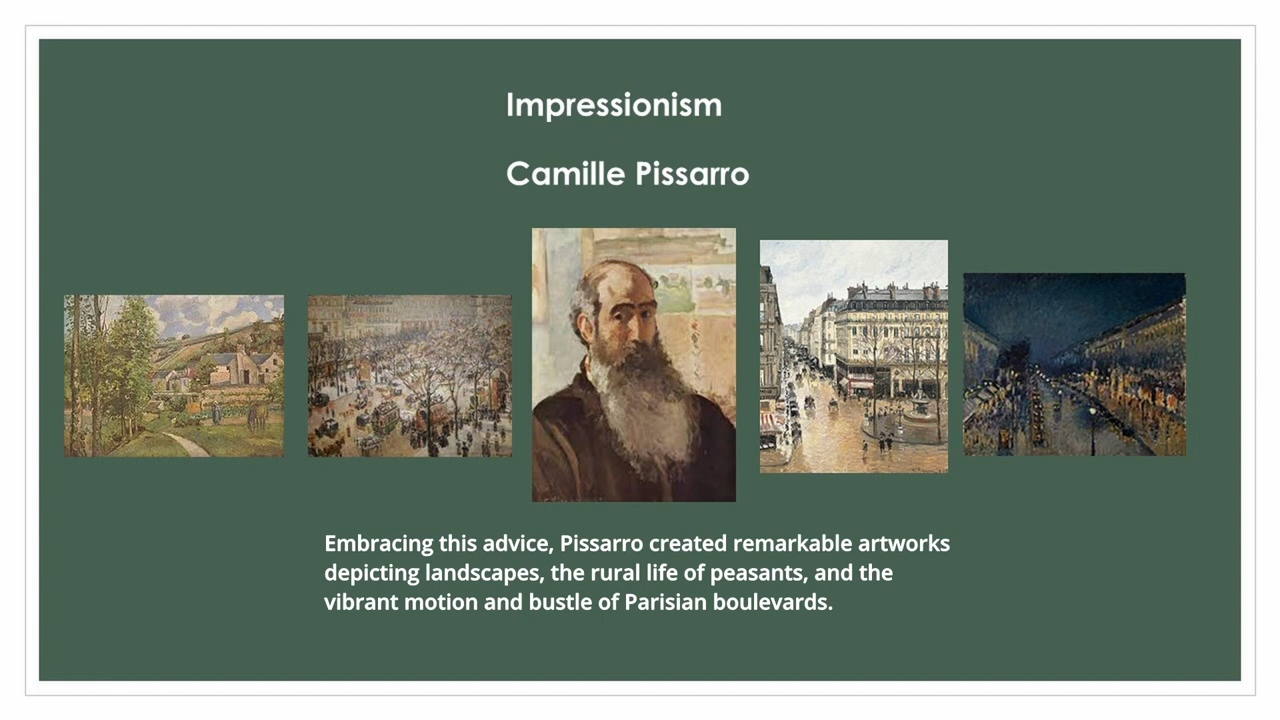 Impressionism
Camille Pissarro
Embracing this advice, Pissarro created remarkable artworks
depicting landscapes, the rural life of peasants, and the
vibrant motion and bustle of Parisian boulevards.